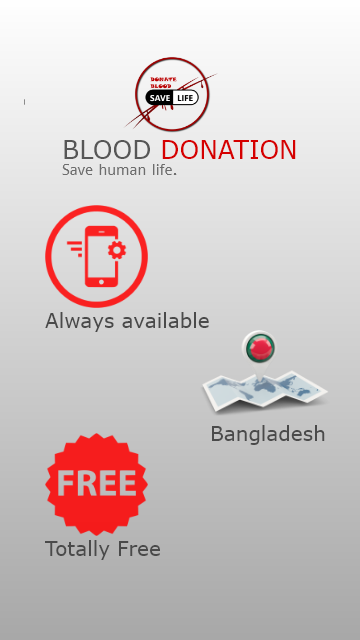 DONATE
BLOOD
SAVE LIFE
BLOOD DONATION
Save human life.
Always available
Bangladesh
FREE
Totally Free